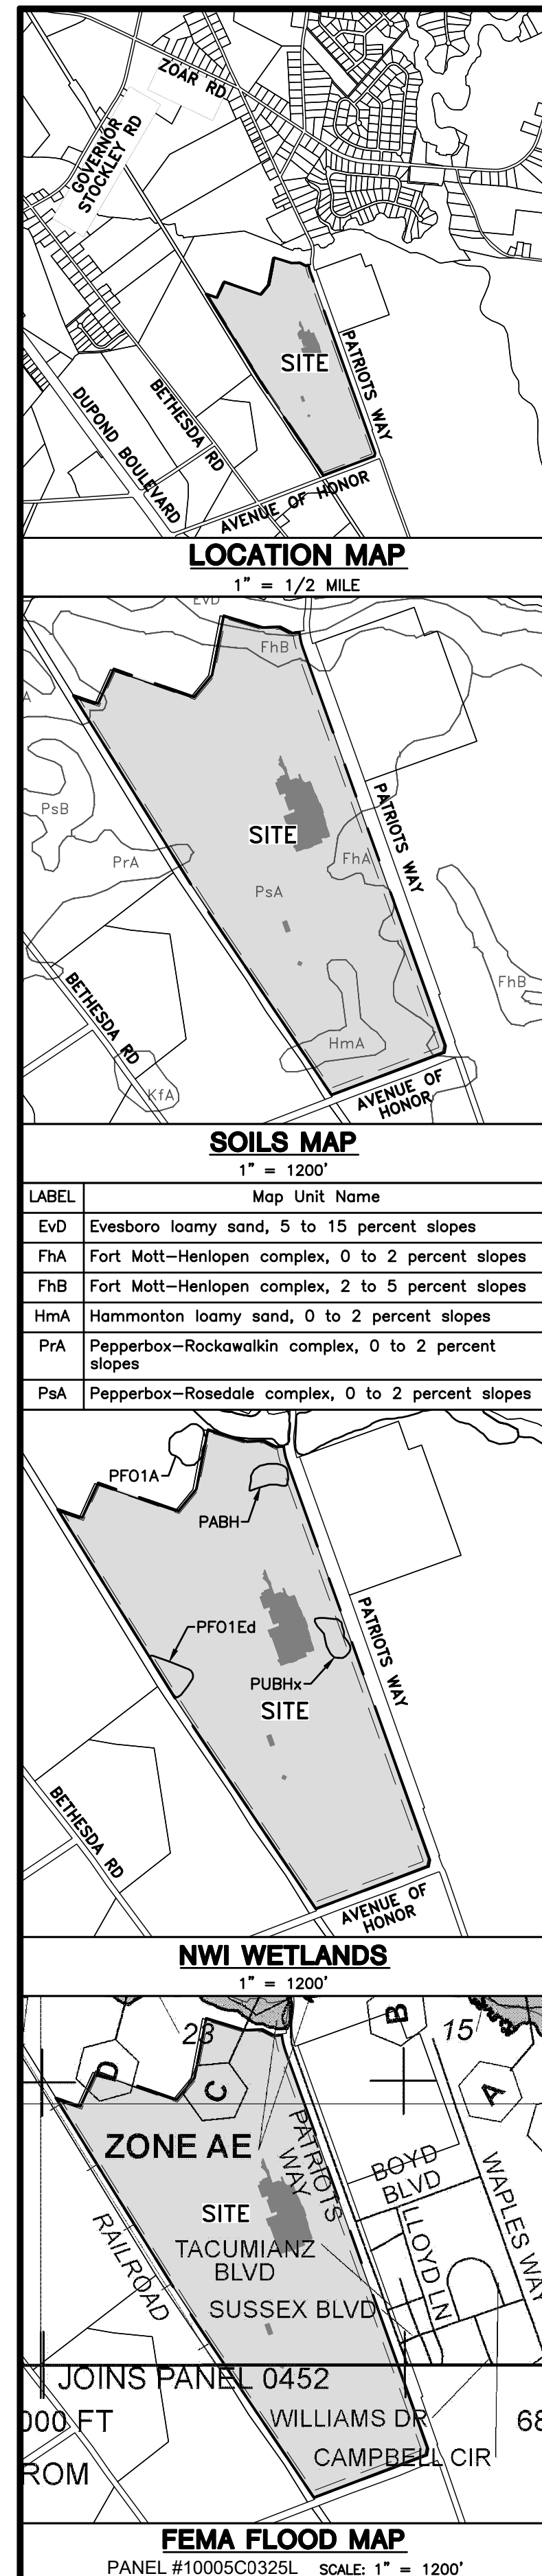 ZOAR RD
GOVERNOR
STOCKLEY RD
SITE
PATRIOTS WAY
BETHESDA RD
DUPOND BOULEVARD
AVENUE OF HONOR
LOCATION MAP
1" = 1/2 MILE
EvD
FhB
A
PsB
PATRIOTS WAY
SITE
PrA
FhA
PsA
FhB
BETHESDA RD
HmA
KfA
AVENUE OF
HONOR
SOILS MAP
1" = 1200'
LABEL Map Unit Name
EvD Evesboro loamy sand, 5 to 15 percent slopes
FhA Fort Mott-Henlopen complex, 0 to 2 percent slopes
FhB Fort Mott-Henlopen complex, 2 to 5 percent slopes
HmA Hammonton loamy sand, 0 to 2 percent slopes
PrA Pepperbox-Rockawalkin complex, 0 to 2 percent
slopes
PsA Pepperbox-Rosedale complex, 0 to 2 percent slopes
PFO1A
PABH
PFO1Ed
PATRIOTS WAY
PUBHx
SITE
BETHESDA RD
AVENUE OF
HONOR
NWI WETLANDS
1" = 1200'
23
B
15
D
C
A
ZONE AE
PATRIOTS
WAY
BOYD
BLVD
WAPLES WAY
SITE
RAILROAD
TACUMIANZ
BLVD
LLOYD LN
SUSSEX BLVD
JOINS PANEL 0452
000 FT
WILLIAMS DR
68
CAMPBELL CIR
ROM
FEMA FLOOD MAP
PANEL #10005C0325L SCALE: 1" = 1200'